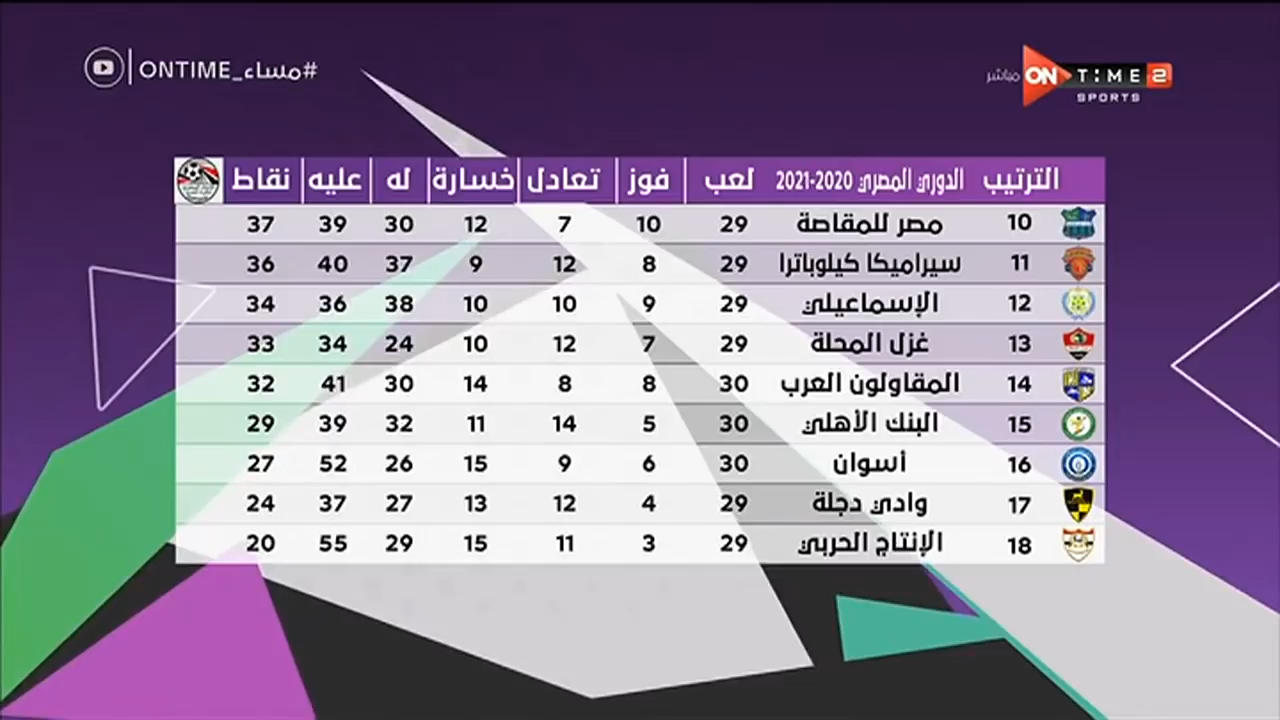 #مساء_ONTIME
مباشر ON TIME 2
SPORTS
الترتيب الدوري المصري 2020-2021 لعب فوز تعادل خسارة له عليه نقاط
10 مصر للمقاصة 29 10 7 12 30 39 37
11 سيراميكا كيلوباترا 29 8 12 9 37 40 36
12 الإسماعيلي 29 9 10 10 38 36 34
13 غزل المحلة 29 7 12 10 24 34 33
14 المقاولون العرب 30 8 8 14 30 41 32
15 البنك الأهلي 30 5 14 11 32 39 29
16 أسوان 30 6 9 15 26 52 27
17 وادي دجلة 29 4 12 13 27 37 24
18 الإنتاج الحربي 29 3 11 15 29 55 20